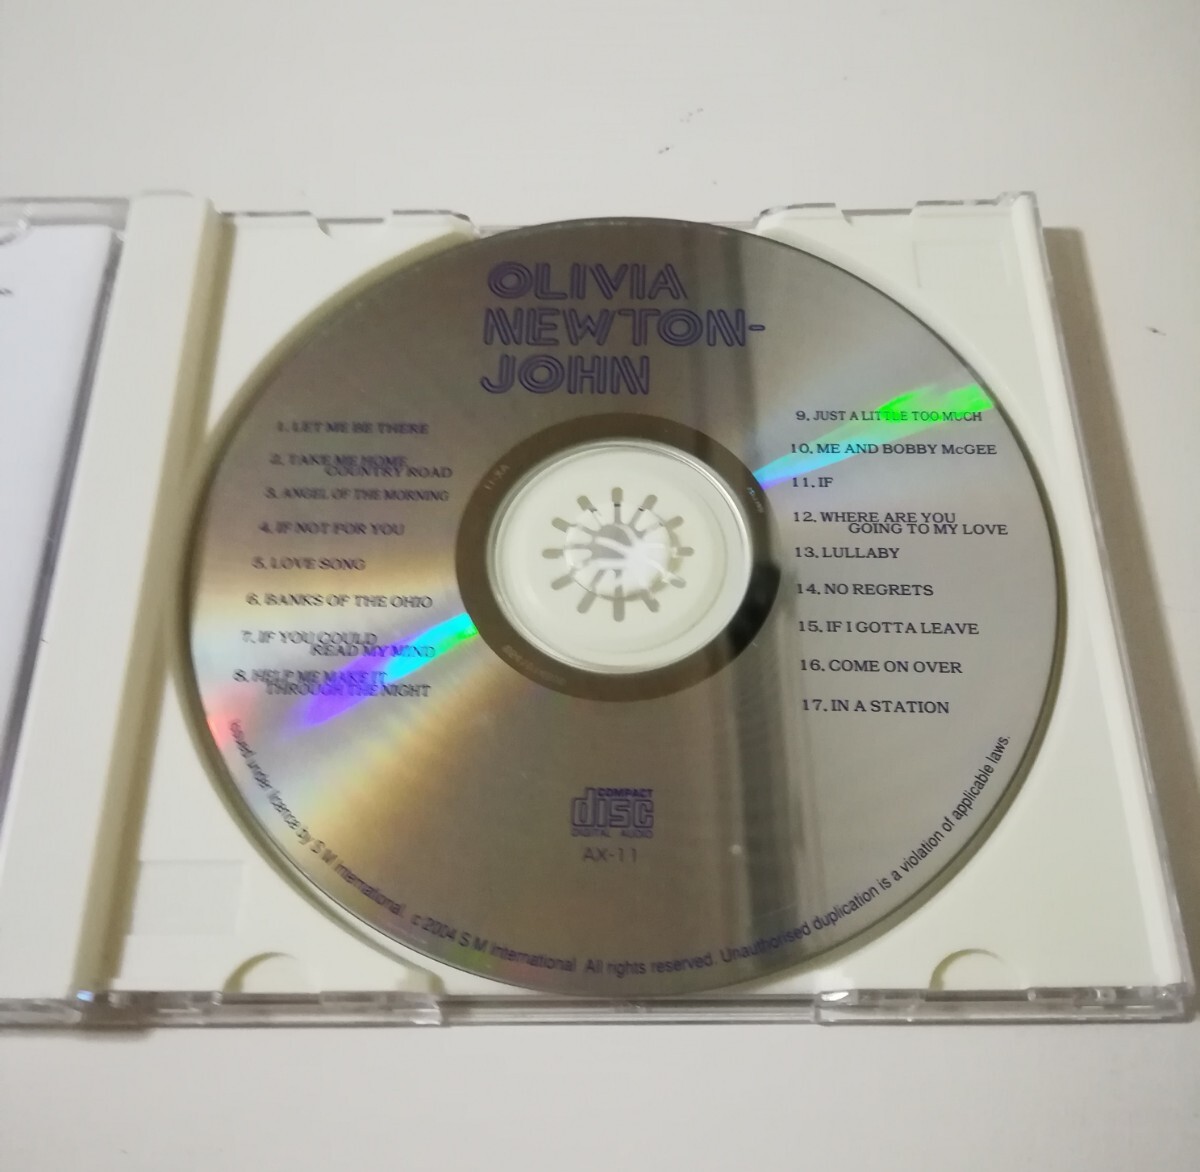 OLIVIA
NEWTON-
JOHN
1. LET ME BE THERE
2. TAKE ME HOME
COUNTRY ROAD
3. ANGEL OF THE MORNING
4. IF NOT FOR YOU
5. LOVE SONG
6. BANKS OF THE OHIO
7. IF YOU COULD
READ MY MIND
8. HELP ME MAKE IT
THROUGH THE NIGHT
9. JUST A LITTLE TOO MUCH
10. ME AND BOBBY McGEE
11. IF
12. WHERE ARE YOU
GOING TO MY LOVE
13. LULLABY
14. NO REGRETS
15. IF I GOTTA LEAVE
16. COME ON OVER
17. IN A STATION
COMPACT
disc
DIGITAL AUDIO
AX-11
issued under licence by S M International. c 2004 S M International All rights reserved. Unauthorised duplication is a violation of applicable laws.